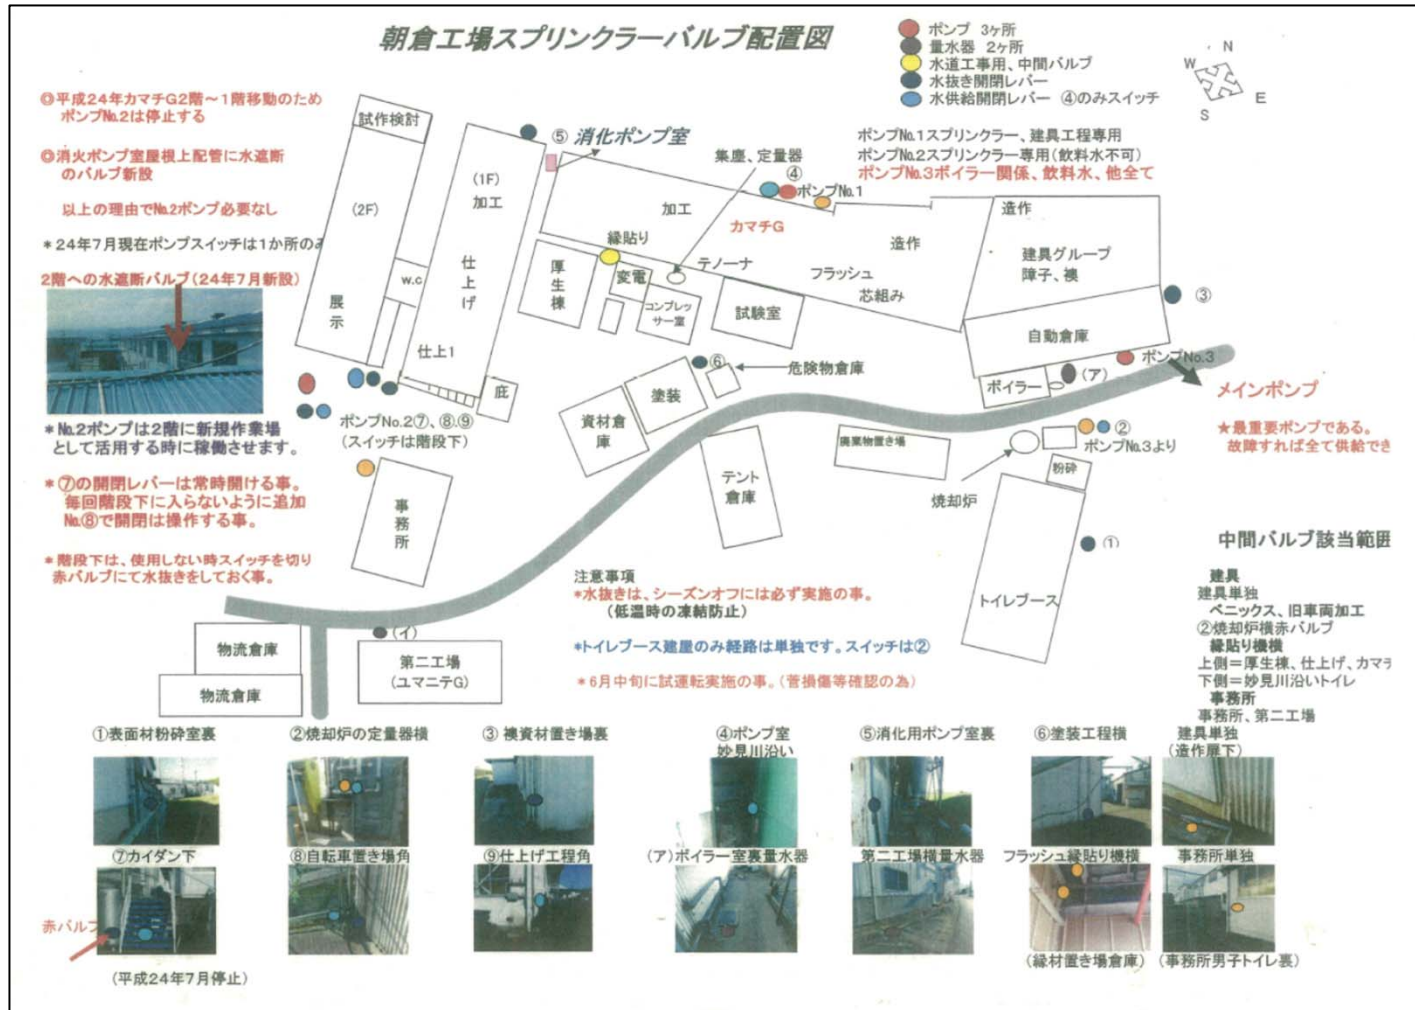 朝倉工場スプリンクラーバルブ配置図
ポンプ 3ヶ所
量水器 2ヶ所
水道工事用、中間バルブ
水抜き開閉レバー
水供給開閉レバー ④のみスイッチ
N
W
E
S
◎平成24年カマチG2階～1階移動のため
ポンプNo.2は停止する
◎消火ポンプ室屋根上配管に水遮断
のバルブ新設
以上の理由でNo.2ポンプ必要なし
*24年7月現在ポンプスイッチは1か所のみ
2階への水遮断バルブ(24年7月新設)
ポンプNo.1スプリンクラー、建具工程専用
ポンプNo.2スプリンクラー専用(飲料水不可)
ポンプNo.3ボイラー関係、飲料水、他全て
試作検討
(2F)
展示
w.c
(1F)
加工
仕上げ
仕上1
庇
⑤ 消化ポンプ室
集塵、定量器
④
ポンプNo.1
加工
カマチG
造作
造作
建具グループ
障子、襖
縁貼り
テノーナ
フラッシュ
芯組み
厚生棟
変電
コンプレッサー室
試験室
③
自動倉庫
ポンプNo.3
ボイラー
(ア)
メインポンプ
★最重要ポンプである。
故障すれば全て供給でき
⑥
危険物倉庫
塗装
資材倉庫
ポンプNo.2⑦、⑧.⑨
(スイッチは階段下)
*No.2ポンプは2階に新規作業場
として活用する時に稼働させます。
*⑦の開閉レバーは常時開ける事。
毎回階段下に入らないように追加
No.⑧で開閉は操作する事。
*階段下は、使用しない時スイッチを切り
赤バルブにて水抜きをしておく事。
事務所
テント倉庫
廃棄物置き場
②
ポンプNo.3より
粉砕
焼却炉
①
トイレブース
注意事項
*水抜きは、シーズンオフには必ず実施の事。
(低温時の凍結防止)
*トイレブース建屋のみ経路は単独です。スイッチは②
*6月中旬に試運転実施の事。(菅損傷等確認の為)
物流倉庫
物流倉庫
(イ)
第二工場
(ユマニテG)
中間バルブ該当範囲
建具
建具単独
ベニックス、旧車両加工
②焼却炉横赤バルブ
縁貼り機横
上側=厚生棟、仕上げ、カマチ
下側=妙見川沿いトイレ
事務所
事務所、第二工場
建具単独
(造作庇下)
①表面材粉砕室裏
②焼却炉の定量器横
③ 襖資材置き場裏
④ポンプ室
妙見川沿い
⑤消化用ポンプ室裏
⑥塗装工程横
⑦カイダン下
⑧自転車置き場角
⑨仕上げ工程角
(ア)ボイラー室裏量水器
第二工場横量水器
フラッシュ縁貼り機横
事務所単独
赤バルブ
(平成24年7月停止)
(縁材置き場倉庫)
(事務所男子トイレ裏)